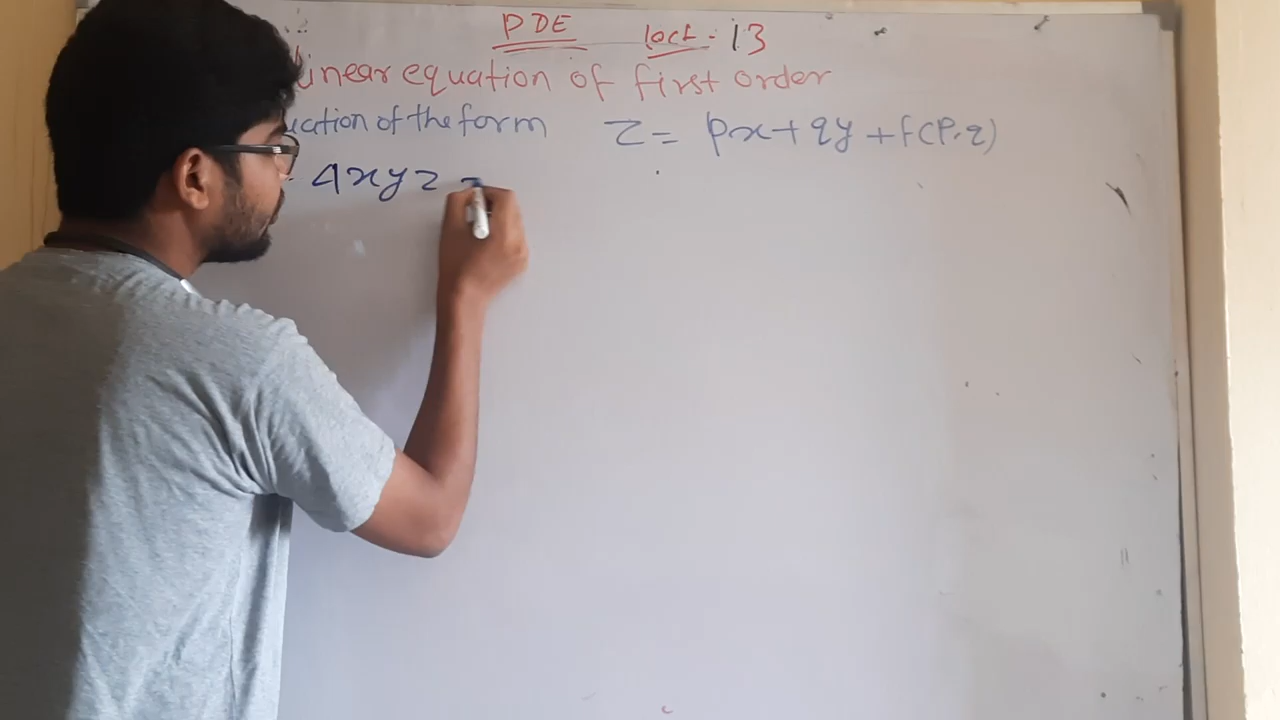 PDE lect - 13
linear equation of first order
uation of the form z = px + qy + f(p,q)
4xyz =